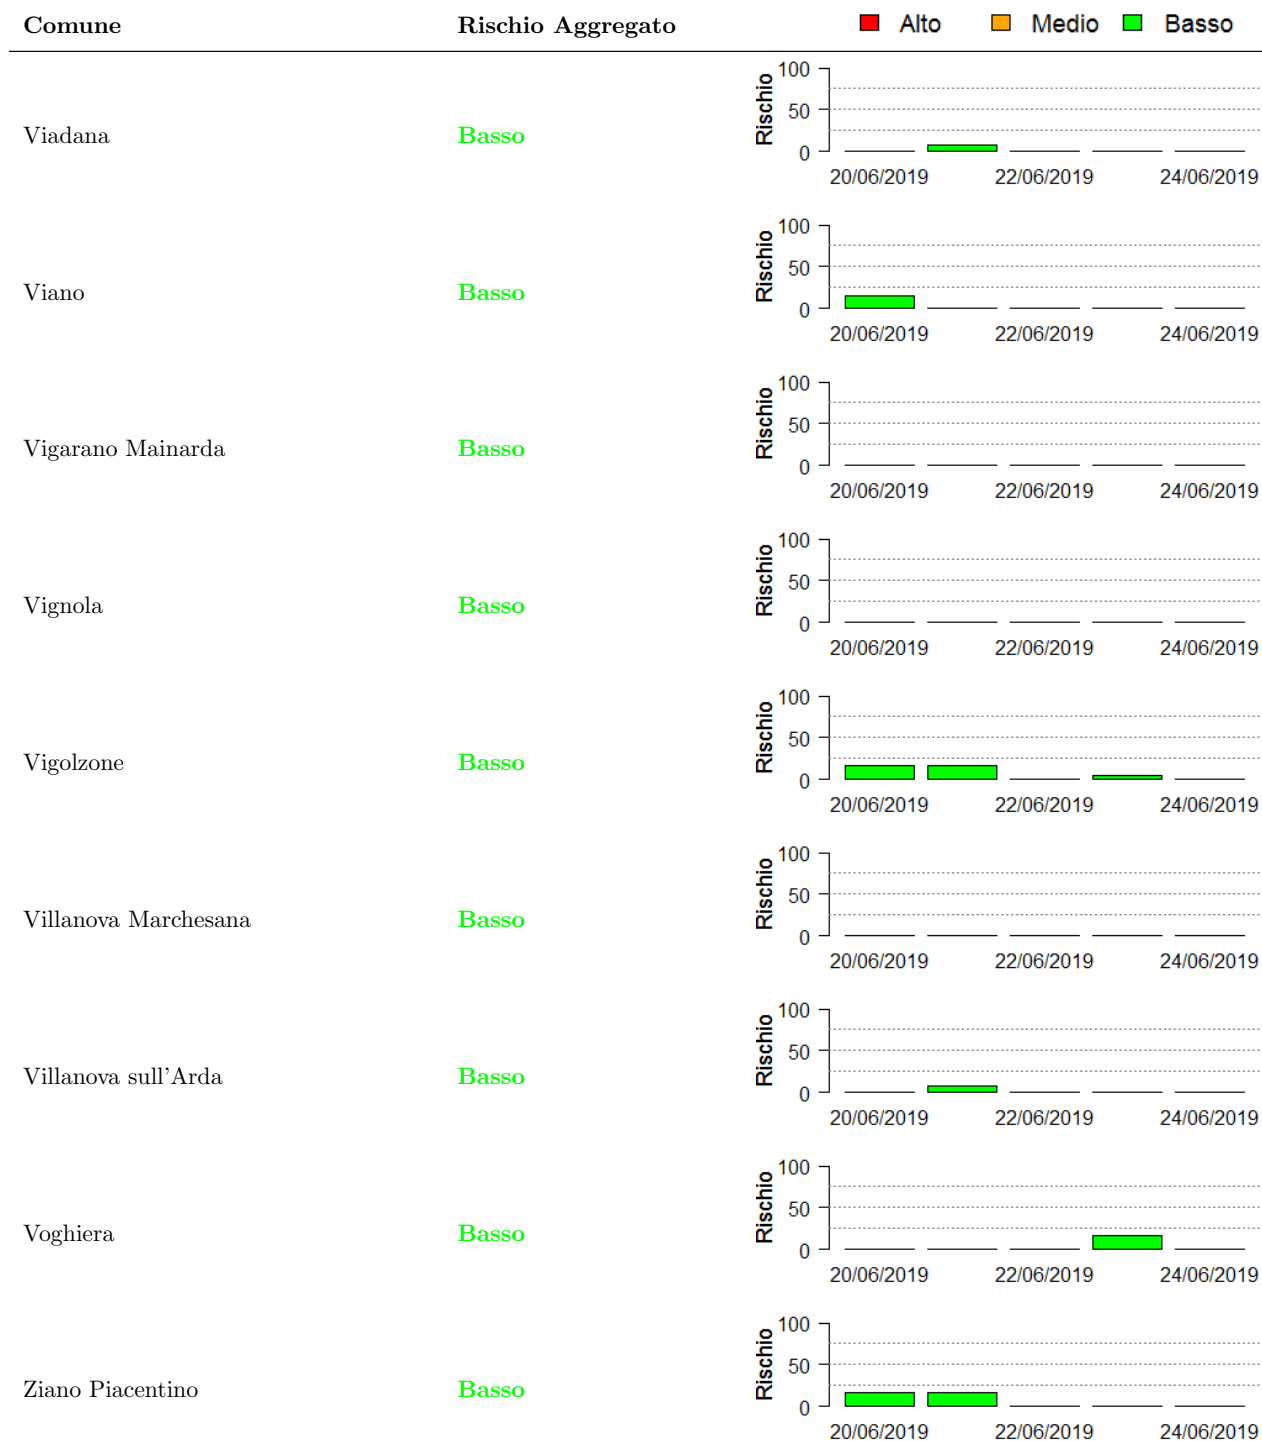 Comune Rischio Aggregato Alto Medio Basso
100
Rischio
50
Viadana Basso
0
20/06/2019 22/06/2019 24/06/2019
100
Rischio
50
Viano Basso
0
20/06/2019 22/06/2019 24/06/2019
100
Rischio
50
Vigarano Mainarda Basso
0
20/06/2019 22/06/2019 24/06/2019
100
Rischio
50
Vignola Basso
0
20/06/2019 22/06/2019 24/06/2019
100
Rischio
50
Vigolzone Basso
0
20/06/2019 22/06/2019 24/06/2019
100
Rischio
50
Villanova Marchesana Basso
0
20/06/2019 22/06/2019 24/06/2019
100
Rischio
50
Villanova sull'Arda Basso
0
20/06/2019 22/06/2019 24/06/2019
100
Rischio
50
Voghiera Basso
0
20/06/2019 22/06/2019 24/06/2019
100
Rischio
50
Ziano Piacentino Basso
0
20/06/2019 22/06/2019 24/06/2019